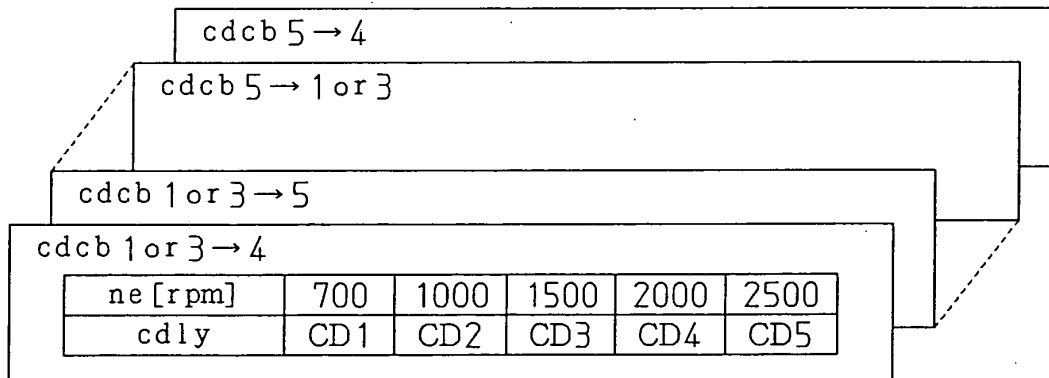 cdcb 5→4
cdcb 5→1or3
cdcb 1or3→5
cdcb 1or3→4
ne[rpm] 700 1000 1500 2000 2500
cdly CD1 CD2 CD3 CD4 CD5